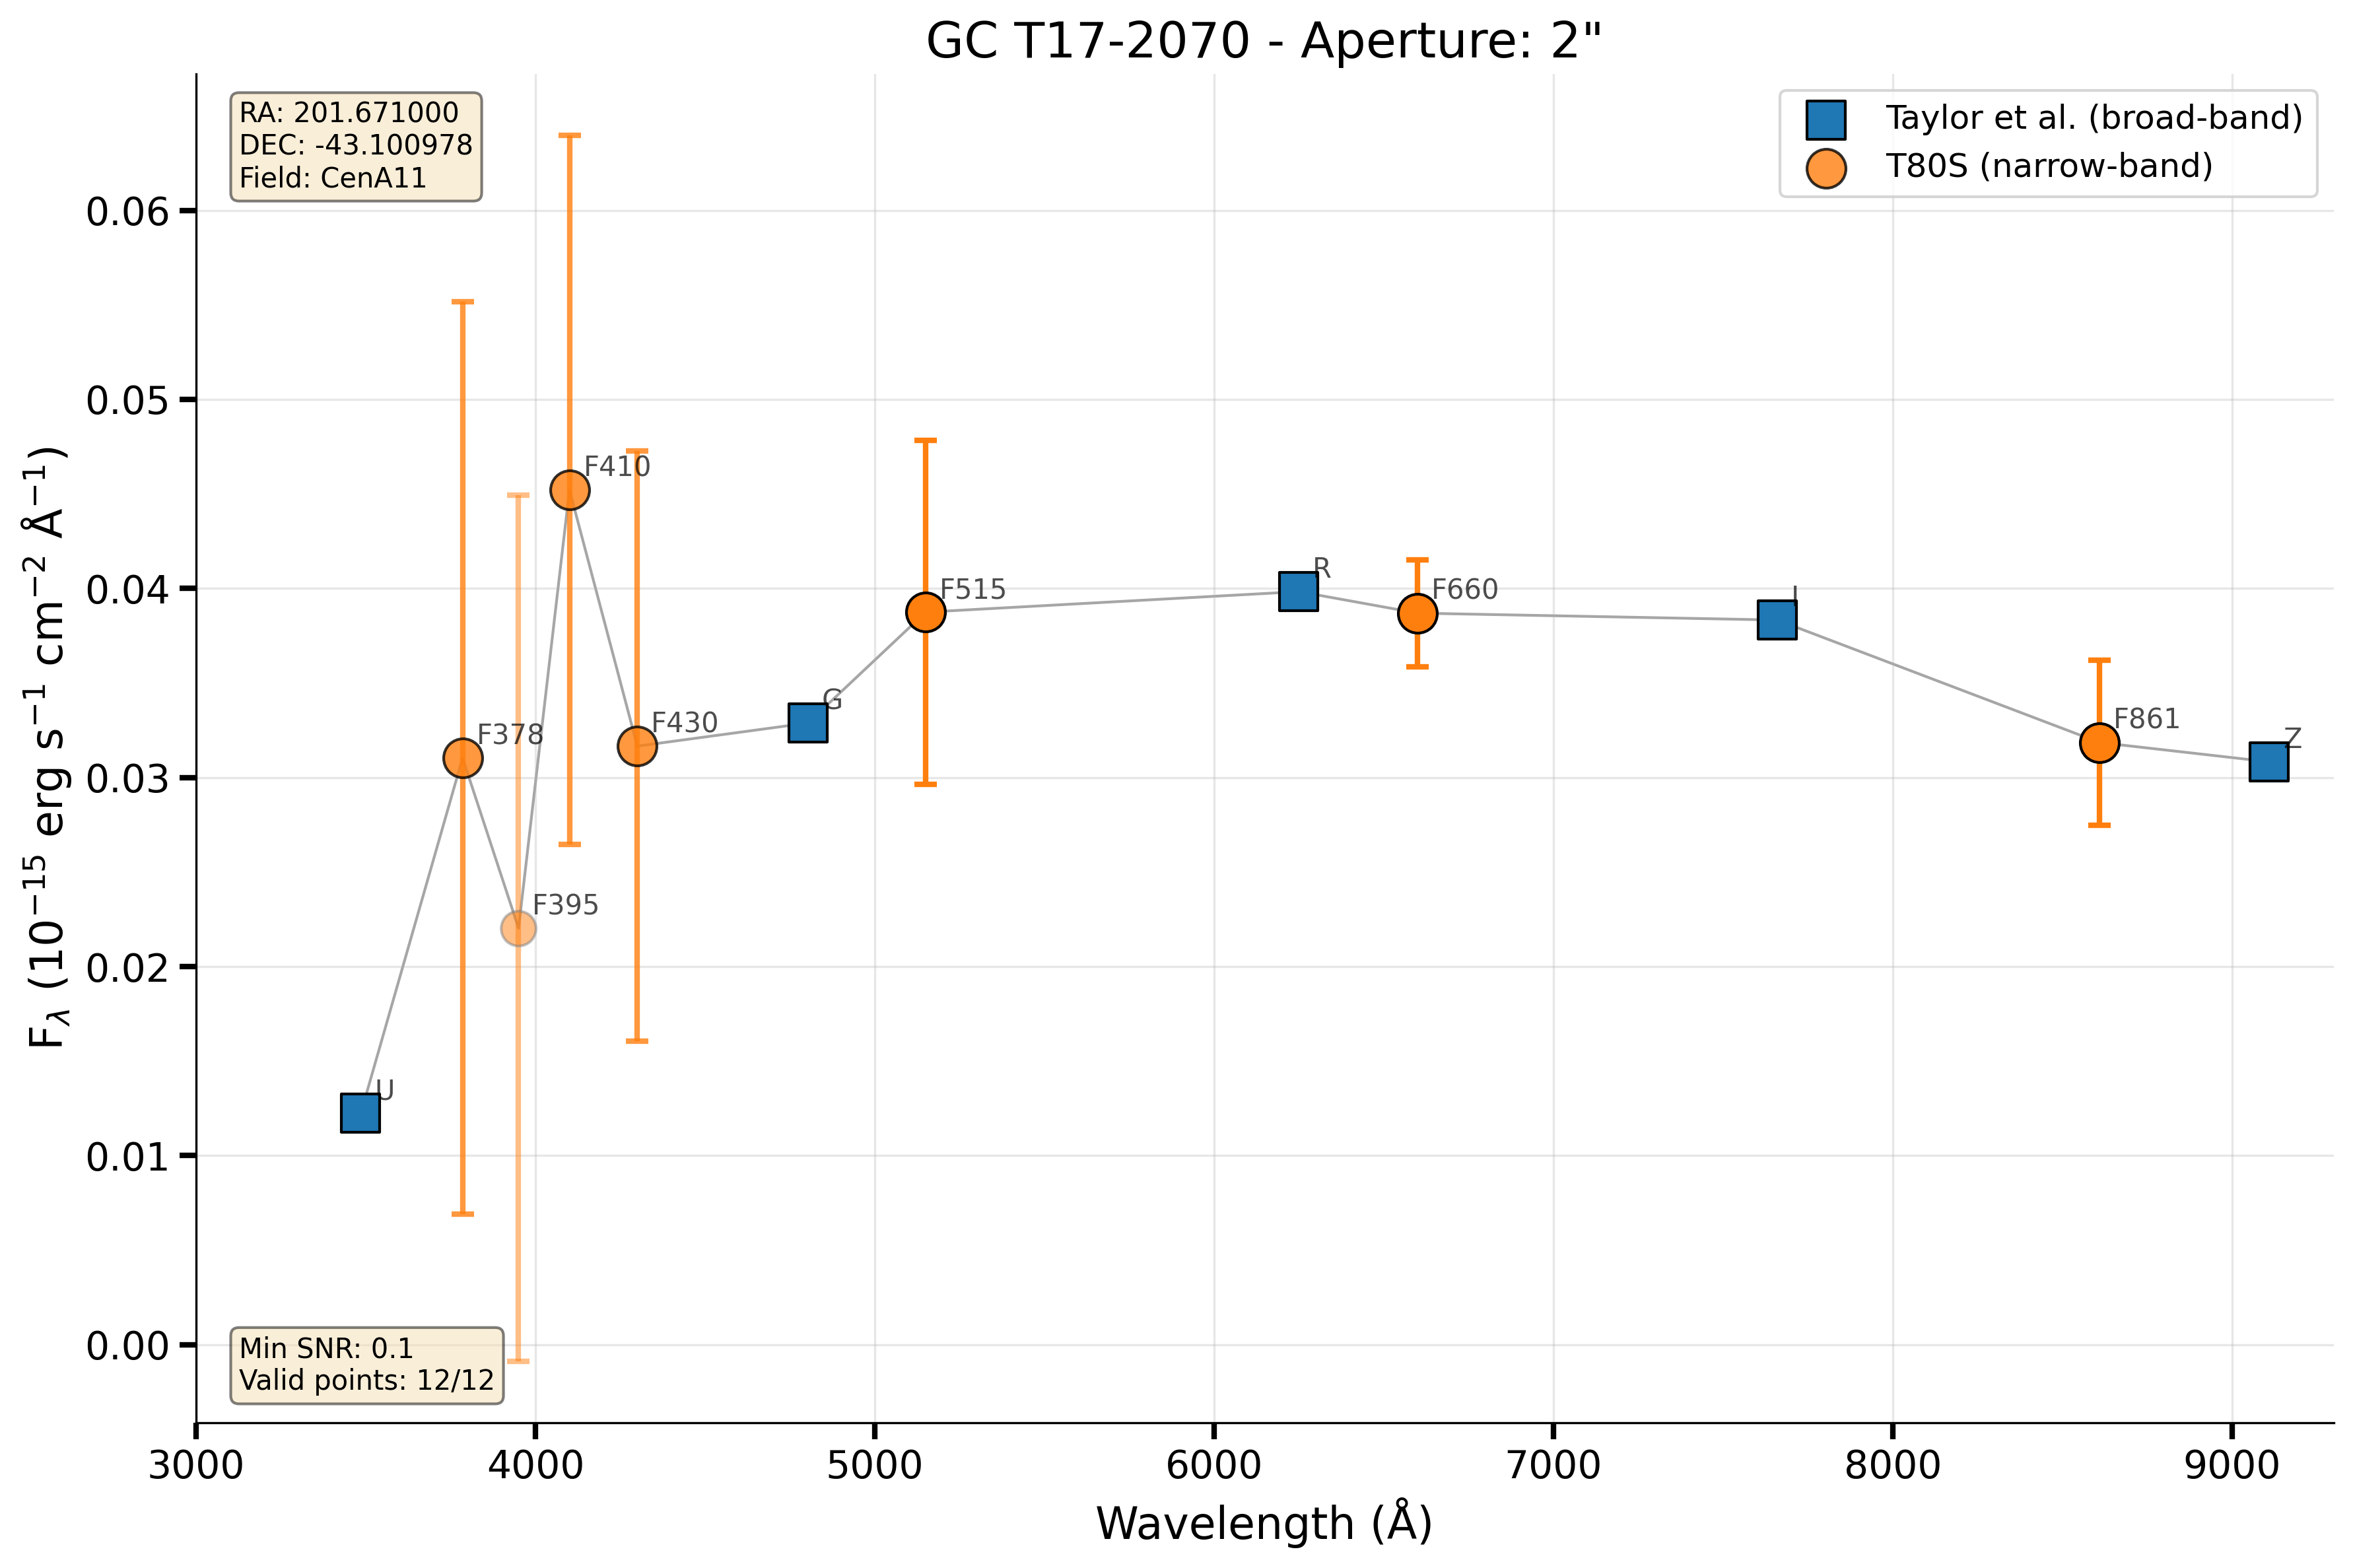 GC T17-2070 - Aperture: 2"
RA: 201.671000
DEC: -43.100978
Field: CenA11
Taylor et al. (broad-band)
T80S (narrow-band)
F_λ (10⁻¹⁵ erg s⁻¹ cm⁻² Å⁻¹)
0.06
0.05
0.04
0.03
0.02
0.01
0.00
U
F378
F395
F410
F430
G
F515
R
F660
I
F861
Z
Min SNR: 0.1
Valid points: 12/12
3000 4000 5000 6000 7000 8000 9000
Wavelength (Å)